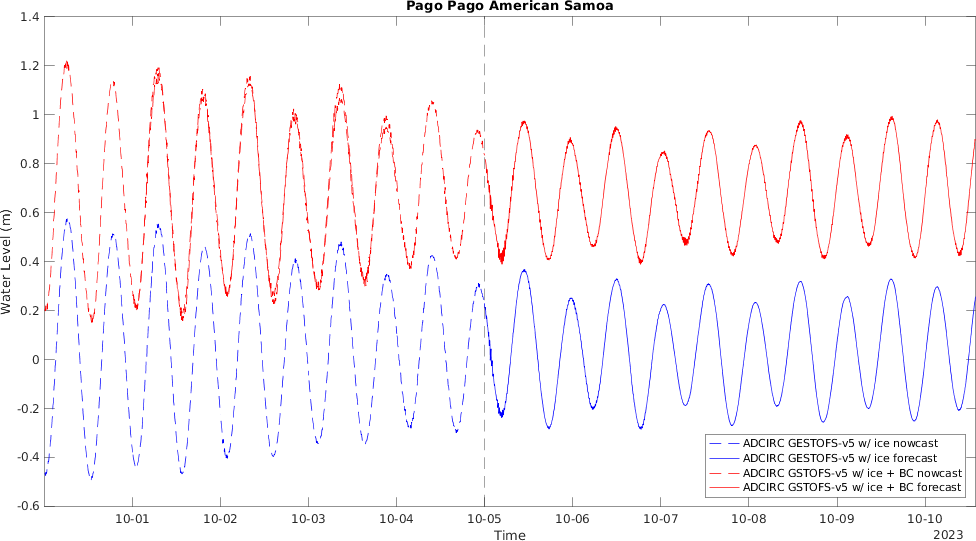 Pago Pago American Samoa
1.4
1.2
1
0.8
0.6
0.4
0.2
0
-0.2
-0.4
-0.6
Water Level (m)
ADCIRC GESTOFS-v5 w/ ice nowcast
ADCIRC GESTOFS-v5 w/ ice forecast
ADCIRC GSTOFS-v5 w/ ice + BC nowcast
ADCIRC GSTOFS-v5 w/ ice + BC forecast
10-01 10-02 10-03 10-04 10-05 10-06 10-07 10-08 10-09 10-10
Time
2023